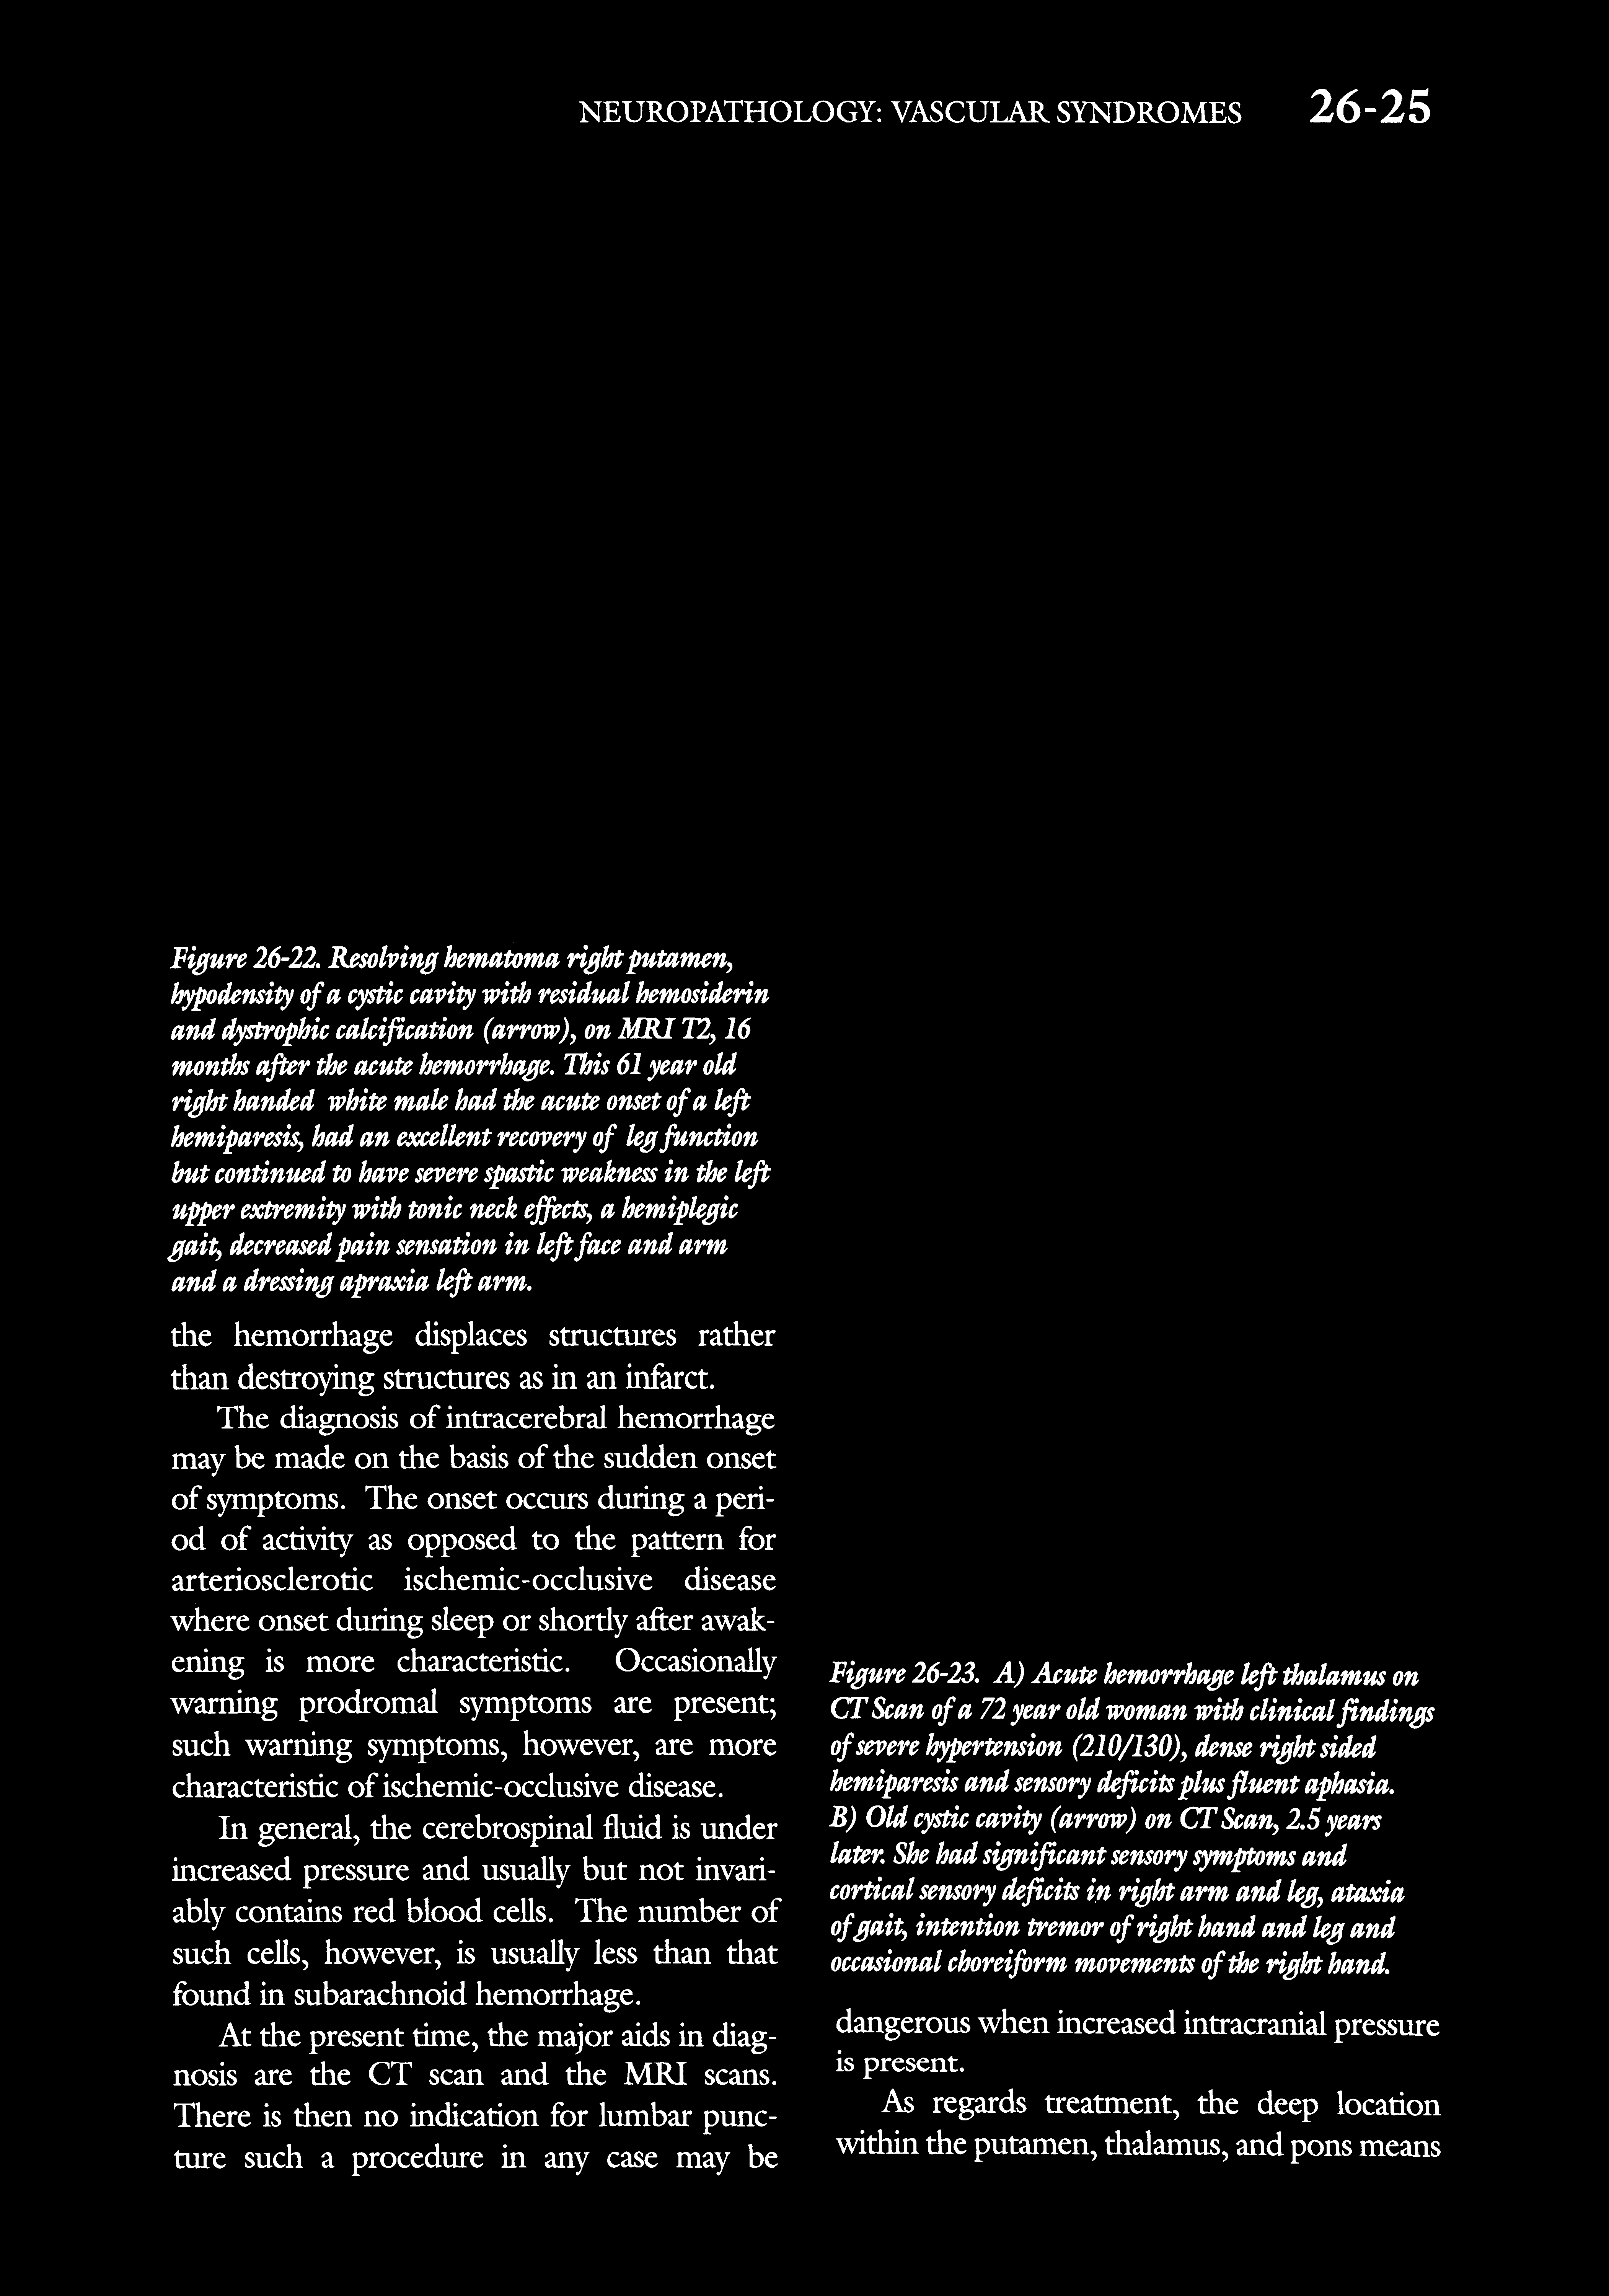 NEUROPATHOLOGY: VASCULAR SYNDROMES 26-25
Figure 26-22. Resolving hematoma right putamen,
hypodensity of a cystic cavity with residual hemosiderin
and dystrophic calcification (arrow), on MRI T2, 16
months after the acute hemorrhage. This 61 year old
right handed white male had the acute onset of a left
hemiparesis, had an excellent recovery of leg function
but continued to have severe spastic weakness in the left
upper extremity with tonic neck effects, a hemiplegic
gait, decreased pain sensation in left face and arm
and a dressing apraxia left arm.
the hemorrhage displaces structures rather
than destroying structures as in an infarct.
The diagnosis of intracerebral hemorrhage
may be made on the basis of the sudden onset
of symptoms. The onset occurs during a peri-
od of activity as opposed to the pattern for
arteriosclerotic ischemic-occlusive disease
where onset during sleep or shortly after awak-
ening is more characteristic. Occasionally
warning prodromal symptoms are present;
such warning symptoms, however, are more
characteristic of ischemic-occlusive disease.
In general, the cerebrospinal fluid is under
increased pressure and usually but not invari-
ably contains red blood cells. The number of
such cells, however, is usually less than that
found in subarachnoid hemorrhage.
At the present time, the major aids in diag-
nosis are the CT scan and the MRI scans.
There is then no indication for lumbar punc-
ture such a procedure in any case may be
Figure 26-23. A) Acute hemorrhage left thalamus on
CT Scan of a 72 year old woman with clinical findings
of severe hypertension (210/130), dense right sided
hemiparesis and sensory deficits plus fluent aphasia.
B) Old cystic cavity (arrow) on CT Scan, 2.5 years
later. She had significant sensory symptoms and
cortical sensory deficits in right arm and leg, ataxia
of gait, intention tremor of right hand and leg and
occasional choreiform movements of the right hand.
dangerous when increased intracranial pressure
is present.
As regards treatment, the deep location
within the putamen, thalamus, and pons means